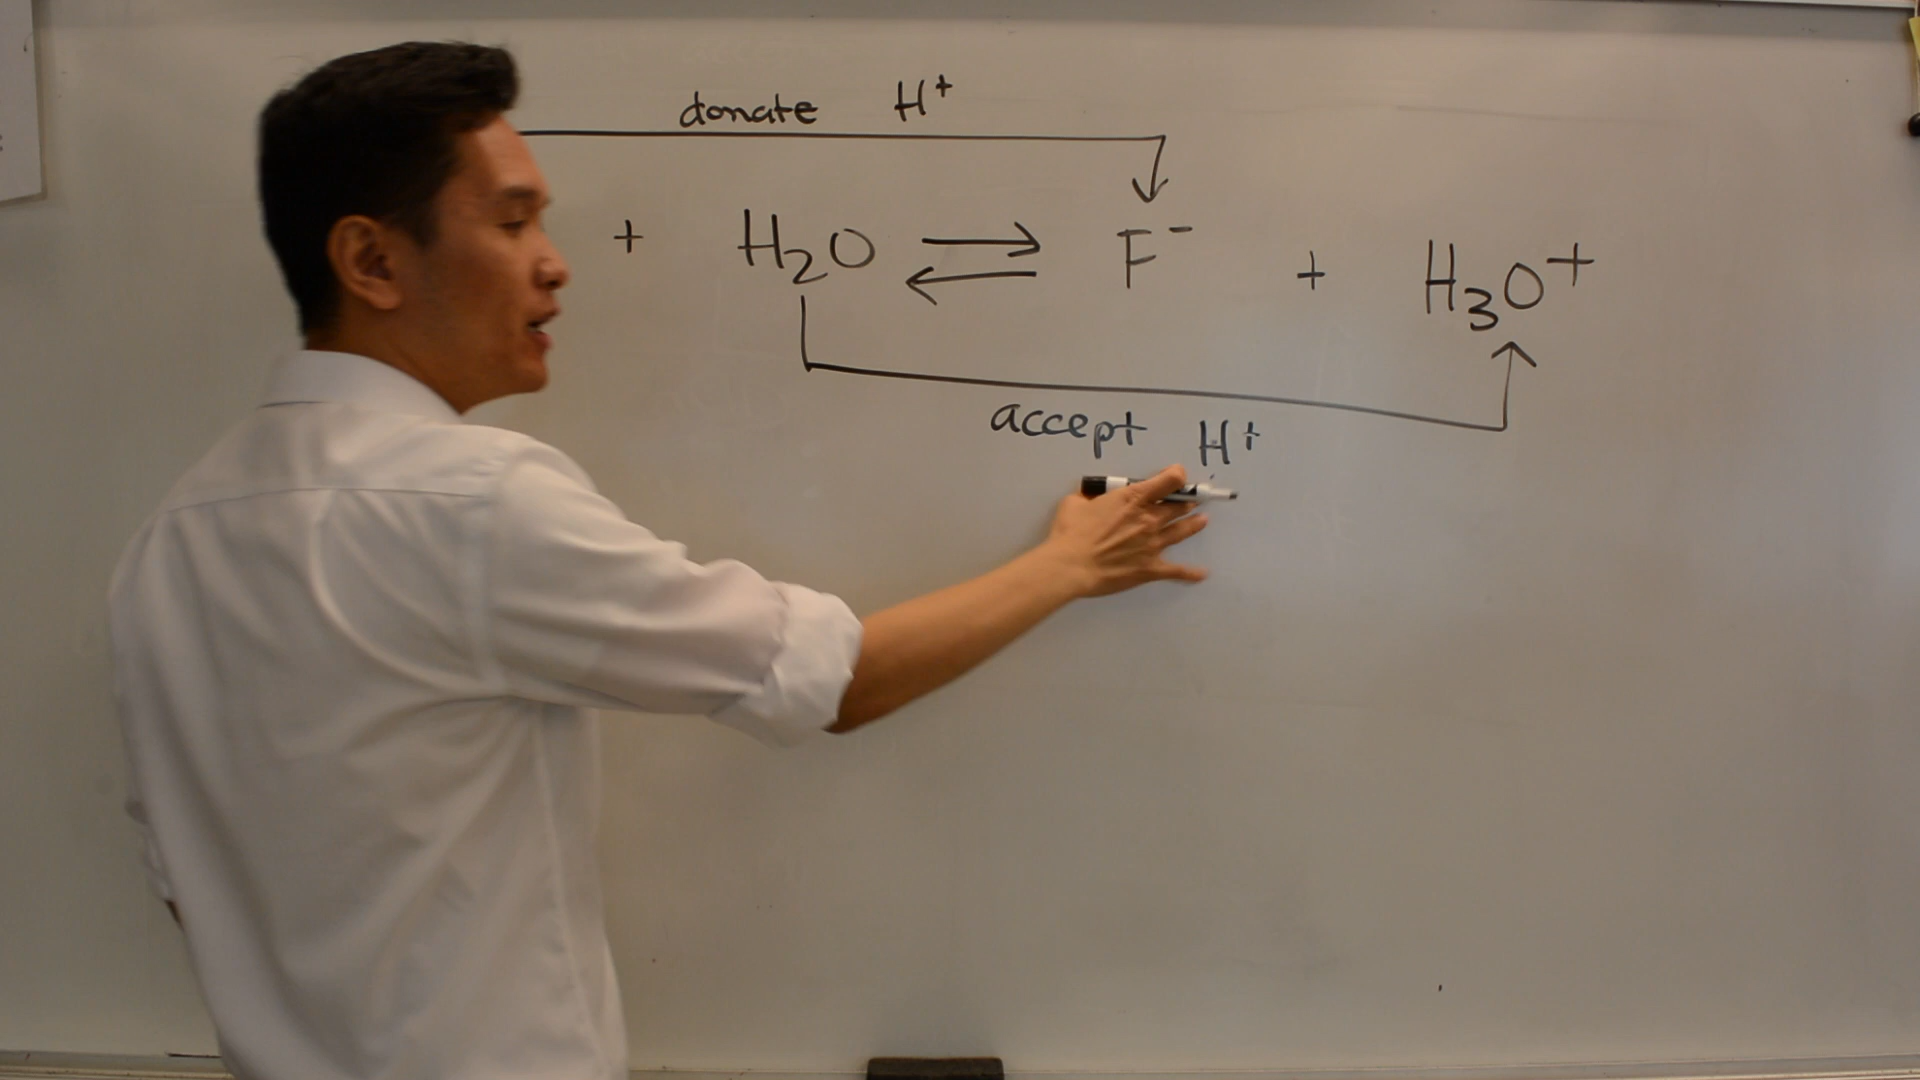 donate H⁺
+ H₂O ⇌ F⁻ + H₃O⁺
accept H⁺